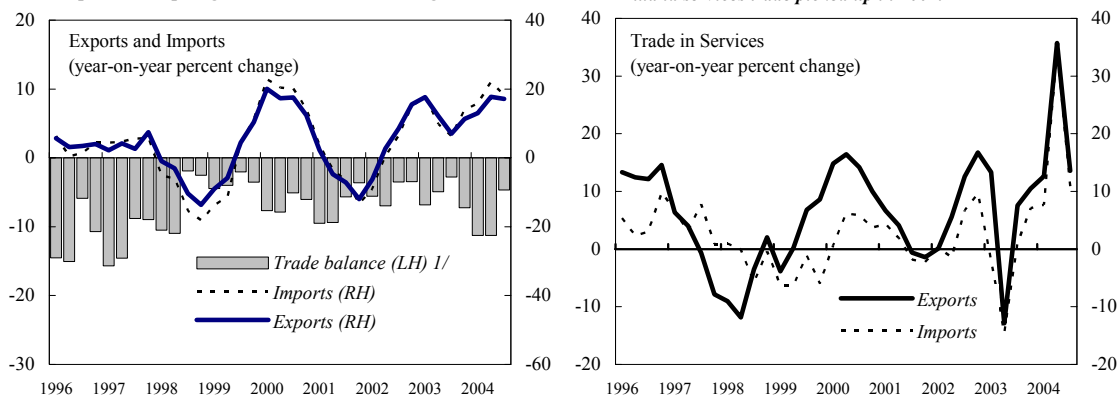 20
40
Exports and Imports
(year-on-year percent change)
10
20
0
0
-10
-20
Trade balance (LH) 1/
Imports (RH)
-20
-40
Exports (RH)
-30
-60
1996 1997 1998 1999 2000 2001 2002 2003 2004
40
40
Trade in Services
(year-on-year percent change)
30
30
20
20
10
10
0
0
Exports
-10
-10
Imports
-20
-20
1996 1997 1998 1999 2000 2001 2002 2003 2004